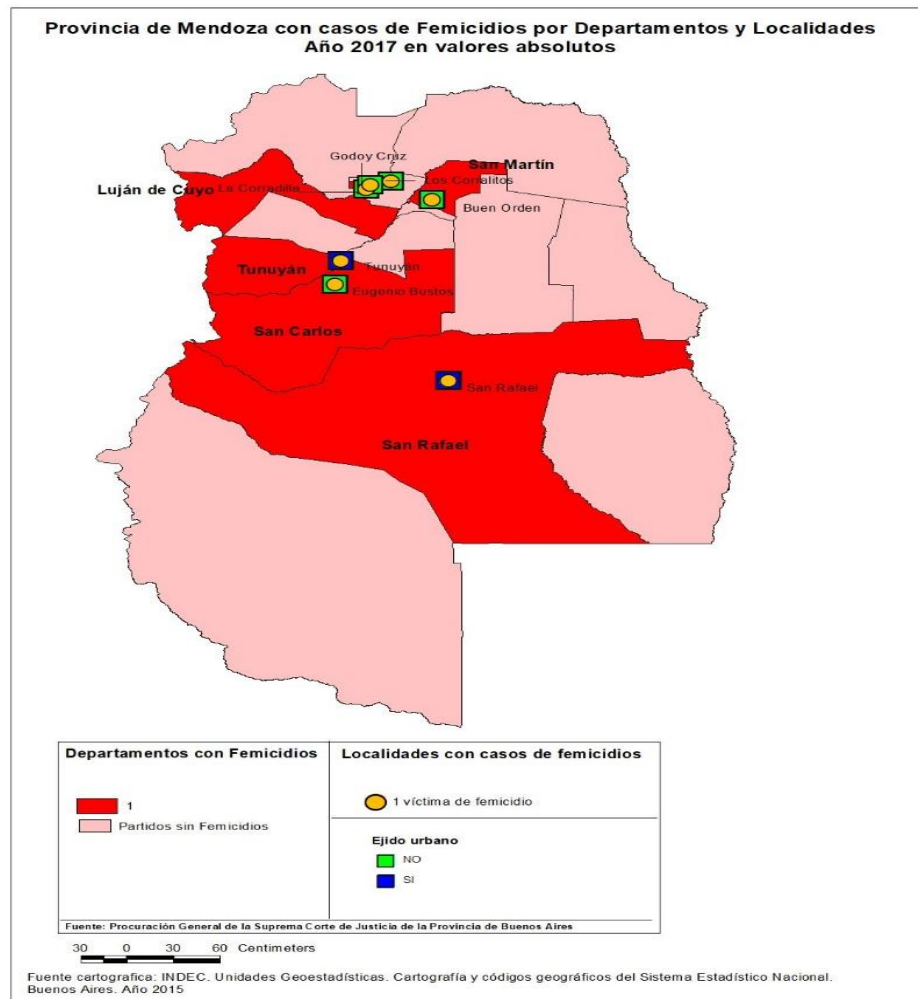 Provincia de Mendoza con casos de Femicidios por Departamentos y Localidades
Año 2017 en valores absolutos
Godoy Cruz
San Martín
Luján de Cuyo
La Corradilla
Los Corralitos
Buen Orden
Tunuyán
Tunuyán
Eugenio Bustos
San Carlos
San Rafael
San Rafael
Departamentos con Femicidios
1
Partidos sin Femicidios
Localidades con casos de femicidios
1 víctima de femicidio
Ejido urbano
NO
SI
Fuente: Procuración General de la Suprema Corte de Justicia de la Provincia de Buenos Aires
30 0 30 60 Centimeters
Fuente cartografica: INDEC. Unidades Geoestadísticas. Cartografía y códigos geográficos del Sistema Estadístico Nacional.
Buenos Aires. Año 2015